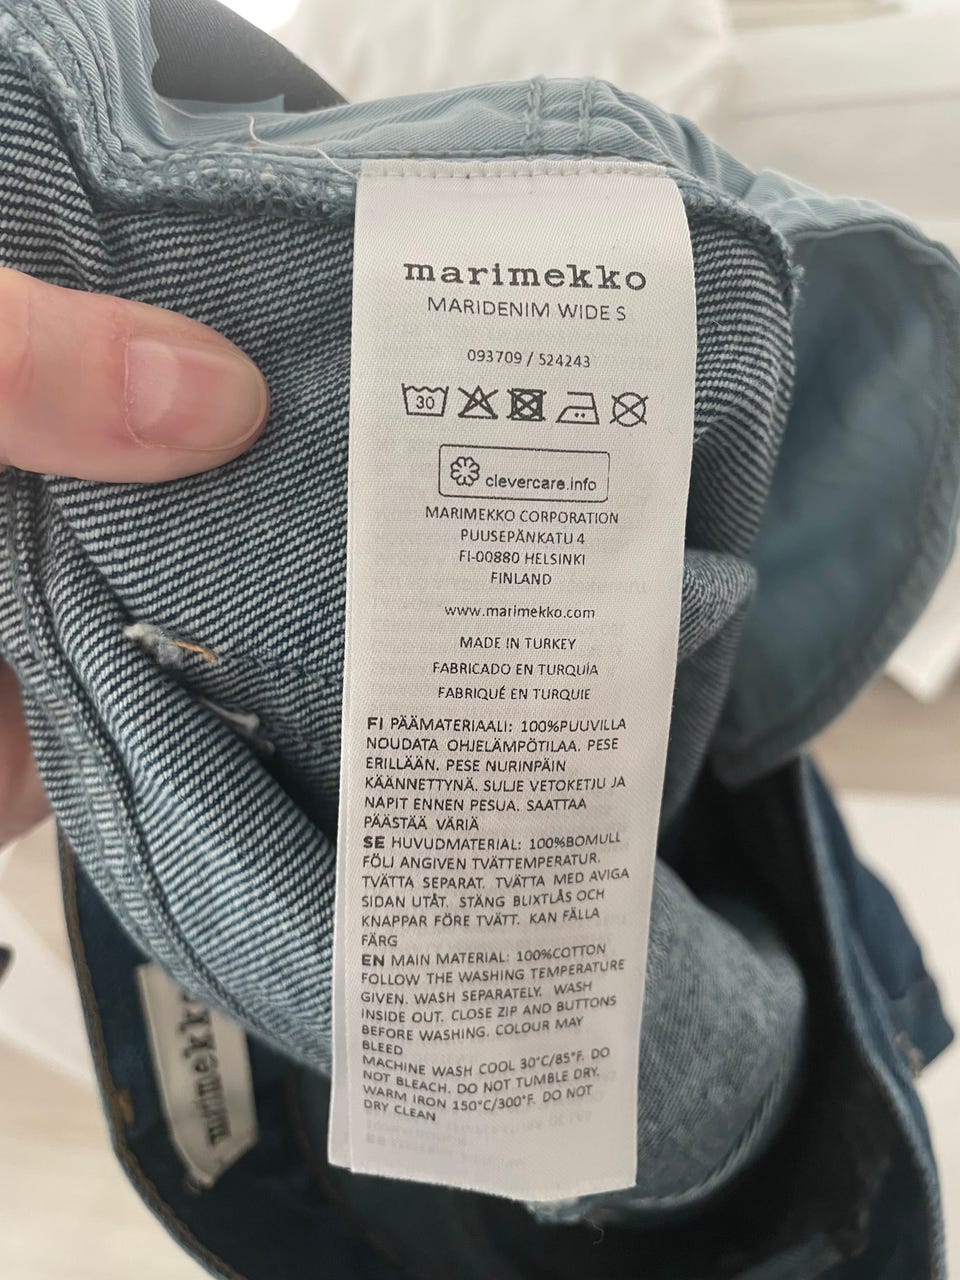 marimekko
MARIDENIM WIDE S
093709 / 524243
30
clevercare.info
MARIMEKKO CORPORATION
PUUSEPÄNKATU 4
FI-00880 HELSINKI
FINLAND
www.marimekko.com
MADE IN TURKEY
FABRICADO EN TURQUÍA
FABRIQUÉ EN TURQUIE
FI PÄÄMATERIAALI: 100%PUUVILLA
NOUDATA OHJELÄMPÖTILAA. PESE
ERILLÄÄN. PESE NURINPÄIN
KÄÄNNETTYNÄ. SULJE VETOKETJU JA
NAPIT ENNEN PESUA. SAATTAA
PÄÄSTÄÄ VÄRIÄ
SE HUVUDMATERIAL: 100%BOMULL
FÖLJ ANGIVEN TVÄTTEMPERATUR.
TVÄTTA SEPARAT. TVÄTTA MED AVIGA
SIDAN UTÅT. STÄNG BLIXTLÅS OCH
KNAPPAR FÖRE TVÄTT. KAN FÄLLA
FÄRG
EN MAIN MATERIAL: 100%COTTON
FOLLOW THE WASHING TEMPERATURE
GIVEN. WASH SEPARATELY. WASH
INSIDE OUT. CLOSE ZIP AND BUTTONS
BEFORE WASHING. COLOUR MAY
BLEED
MACHINE WASH COOL 30°C/85°F. DO
NOT BLEACH. DO NOT TUMBLE DRY.
WARM IRON 150°C/300°F. DO NOT
DRY CLEAN
marimekk